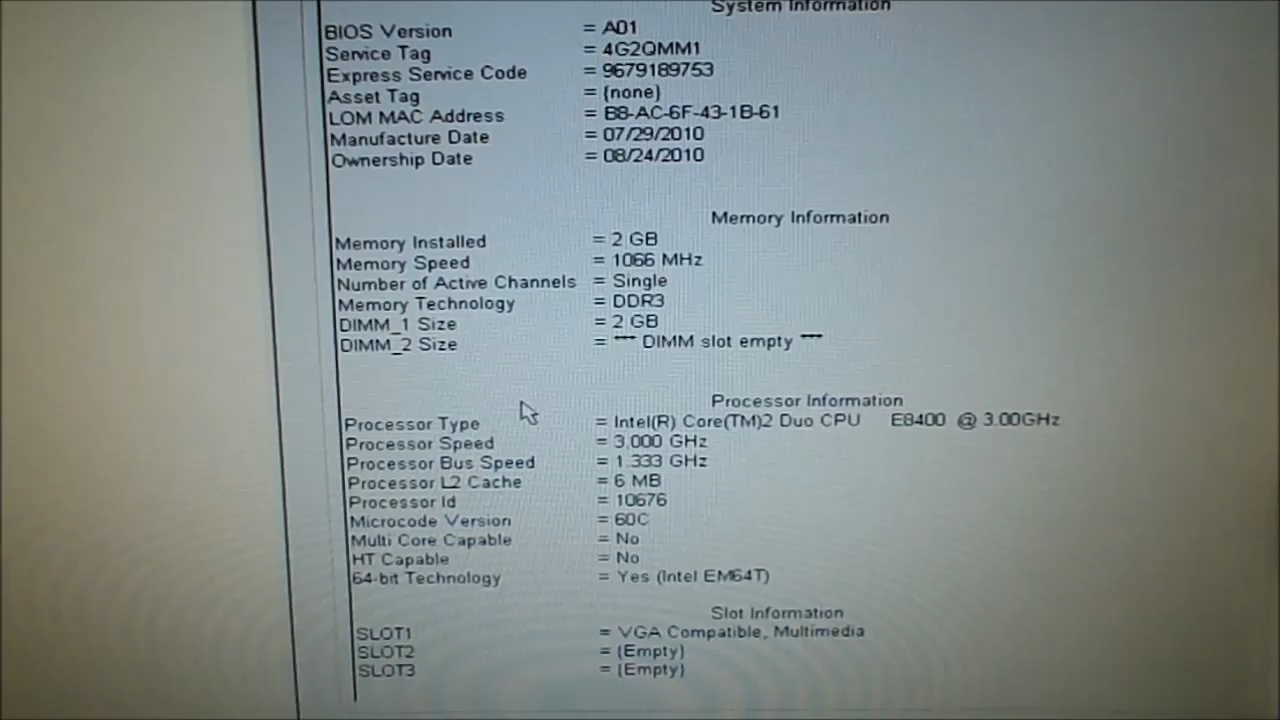 System Information
BIOS Version = A01
Service Tag = 4G2QMM1
Express Service Code = 9679189753
Asset Tag = {none}
LOM MAC Address = B8-AC-6F-43-1B-61
Manufacture Date = 07/29/2010
Ownership Date = 08/24/2010
Memory Information
Memory Installed = 2 GB
Memory Speed = 1066 MHz
Number of Active Channels = Single
Memory Technology = DDR3
DIMM_1 Size = 2 GB
DIMM_2 Size = *** DIMM slot empty ***
Processor Information
Processor Type = Intel(R) Core(TM)2 Duo CPU E8400 @ 3.00GHz
Processor Speed = 3.000 GHz
Processor Bus Speed = 1.333 GHz
Processor L2 Cache = 6 MB
Processor Id = 10676
Microcode Version = 60C
Multi Core Capable = No
HT Capable = No
64-bit Technology = Yes (Intel EM64T)
Slot Information
SLOT1 = VGA Compatible, Multimedia
SLOT2 = {Empty}
SLOT3 = {Empty}